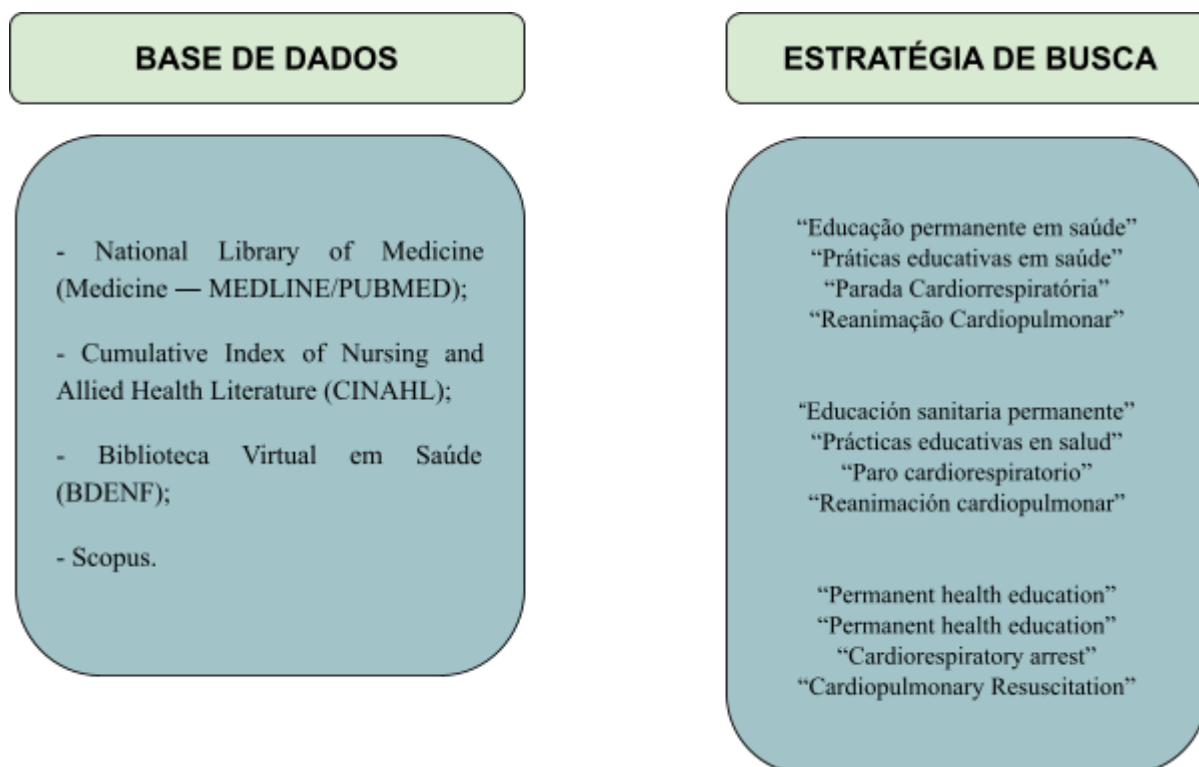 BASE DE DADOS
- National Library of Medicine
(Medicine — MEDLINE/PUBMED);
- Cumulative Index of Nursing and
Allied Health Literature (CINAHL);
- Biblioteca Virtual em Saúde
(BDENF);
- Scopus.
ESTRATÉGIA DE BUSCA
“Educação permanente em saúde”
“Práticas educativas em saúde”
“Parada Cardiorrespiratória”
“Reanimação Cardiopulmonar”
“Educación sanitaria permanente”
“Prácticas educativas en salud”
“Paro cardiorespiratorio”
“Reanimación cardiopulmonar”
“Permanent health education”
“Permanent health education”
“Cardiorespiratory arrest”
“Cardiopulmonary Resuscitation”